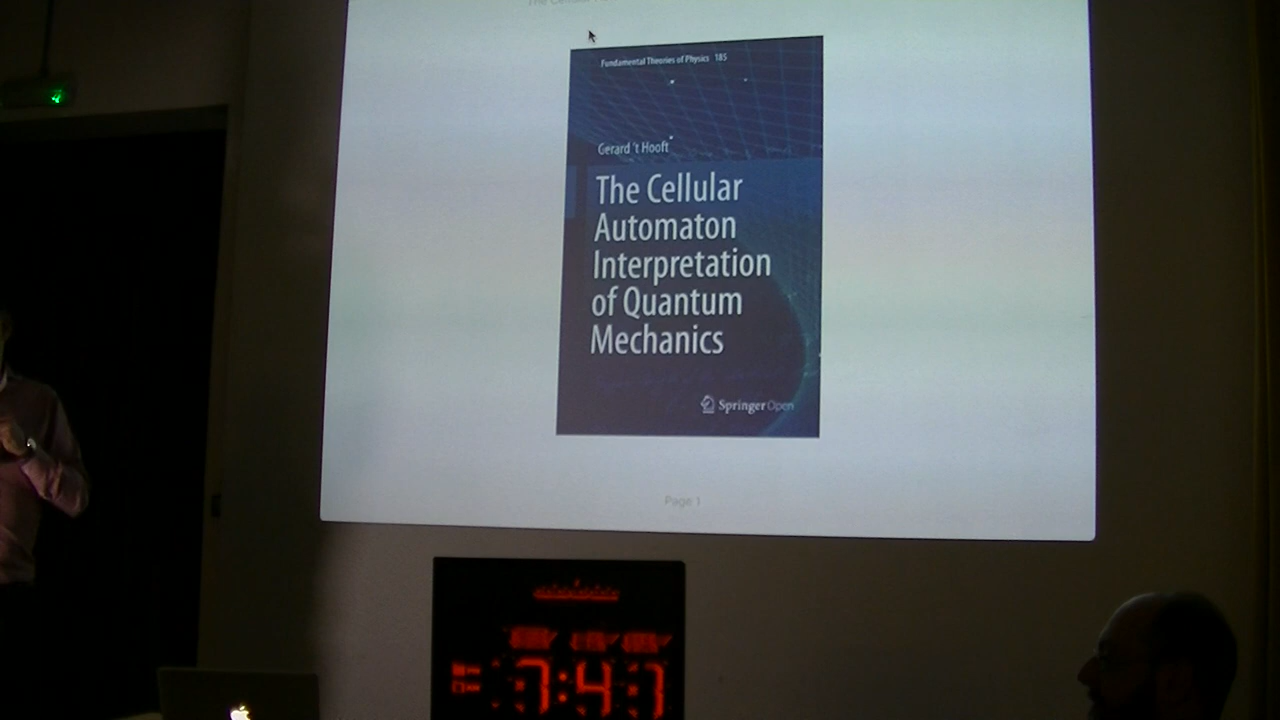 Fundamental Theories of Physics 185
Gerard 't Hooft
The Cellular
Automaton
Interpretation
of Quantum
Mechanics
Springer Open
Page 1
7:47